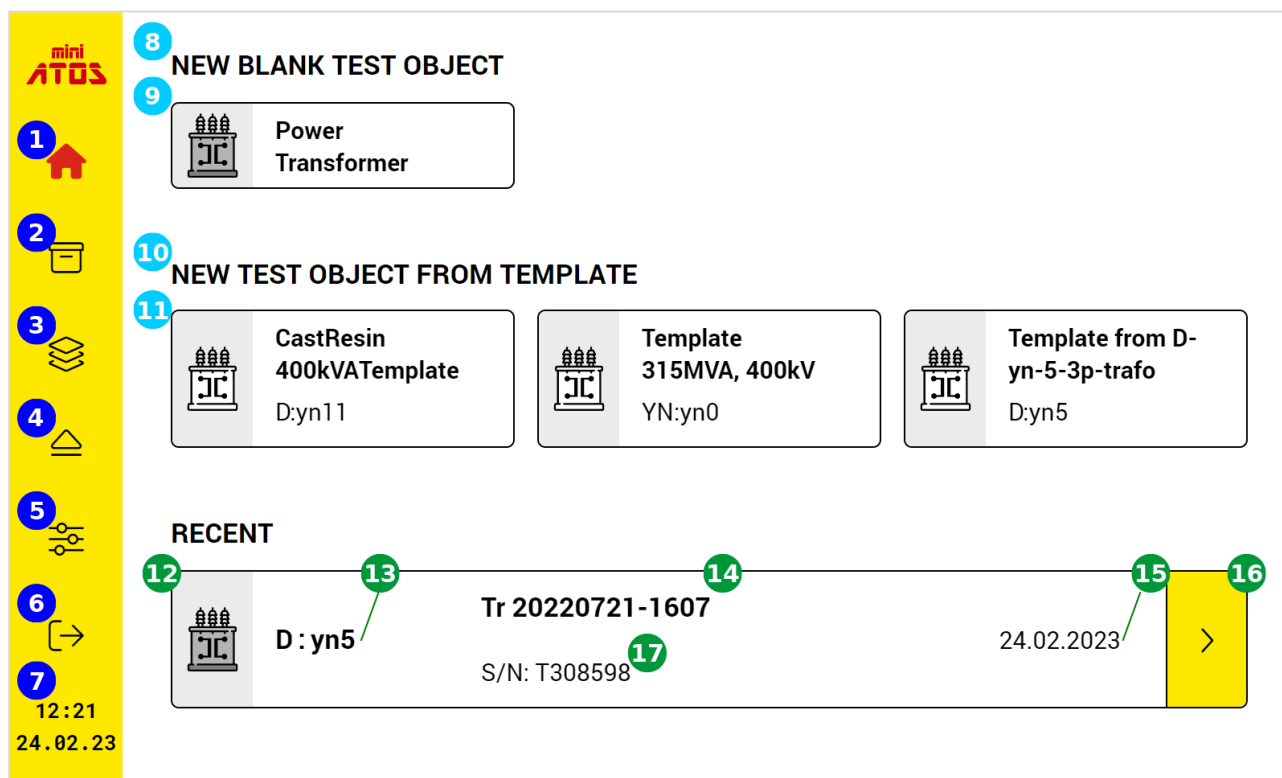 mini
ATOS
1
2
3
4
5
6
7
12:21
24.02.23
8
NEW BLANK TEST OBJECT
9
Power
Transformer
10
NEW TEST OBJECT FROM TEMPLATE
11
CastResin
400kVATemplate
D:yn11
Template
315MVA, 400kV
YN:yn0
Template from D-
yn-5-3p-trafo
D:yn5
RECENT
12
13
14
15
16
D : yn5
Tr 20220721-1607
17
S/N: T308598
24.02.2023